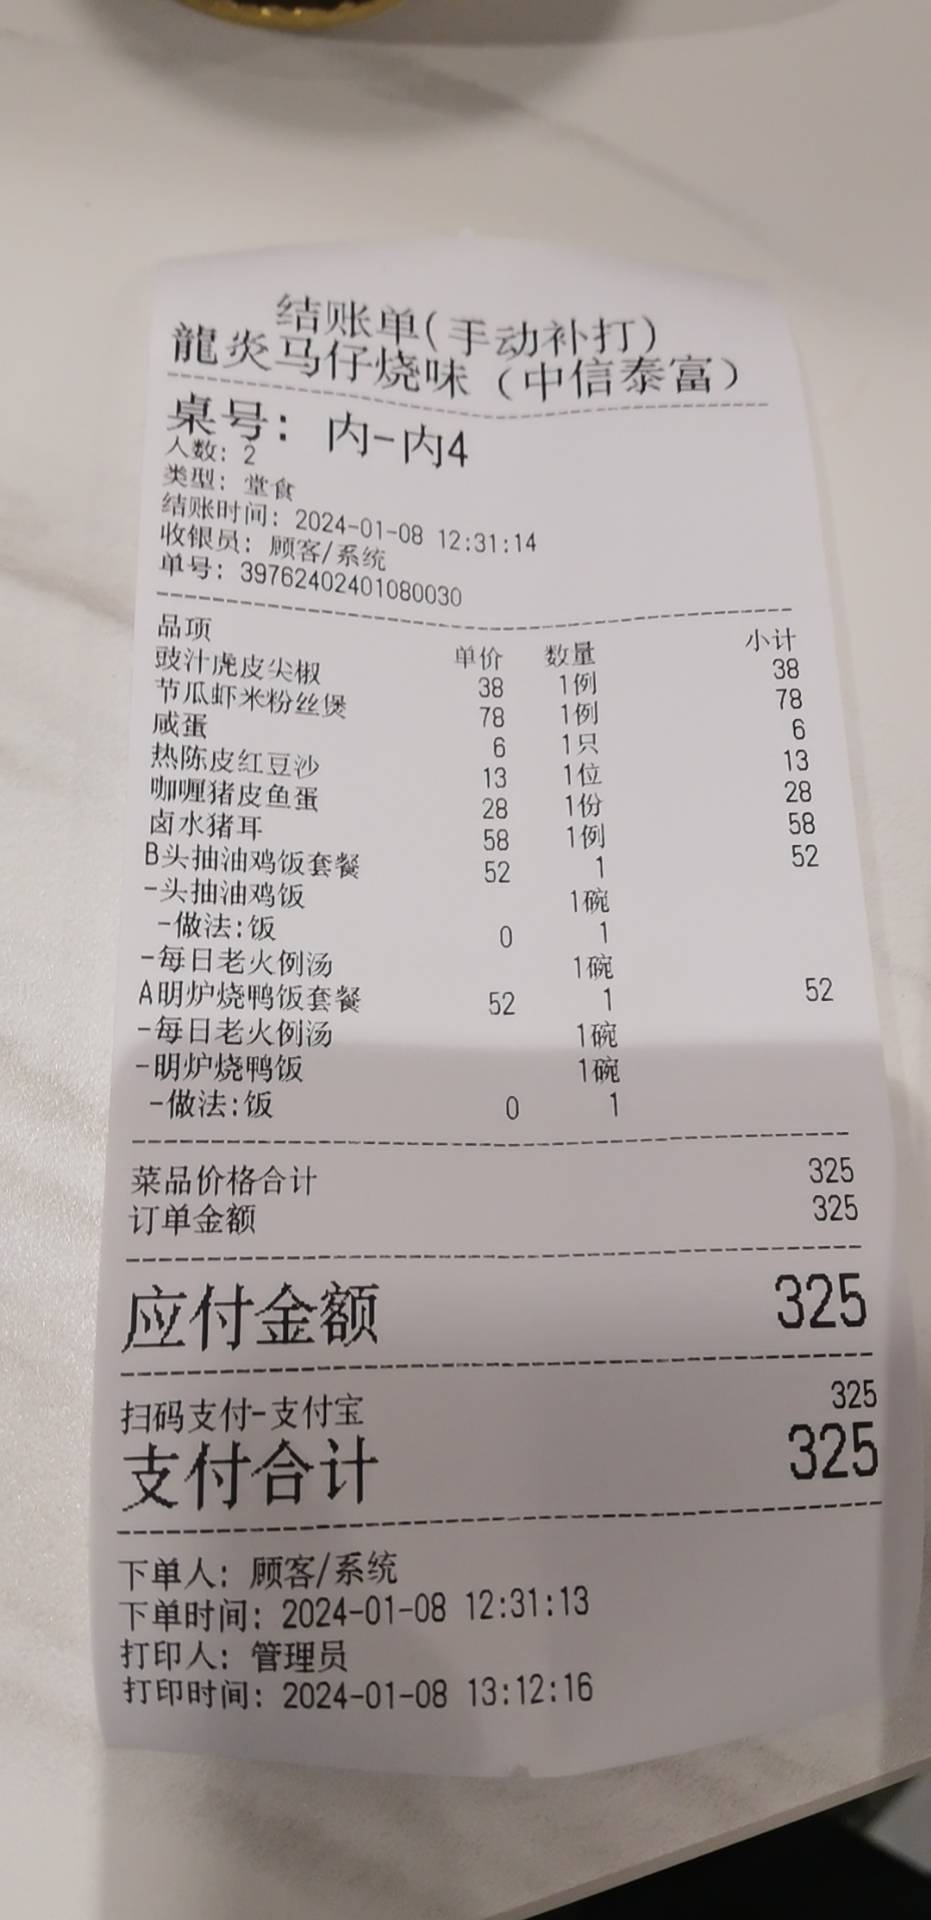 结账单(手动补打)
龍炎马仔烧味（中信泰富）
桌号： 内-内4
人数: 2
类型: 堂食
结账时间: 2024-01-08 12:31:14
收银员: 顾客/系统
单号: 39762402401080030
品项 单价 数量 小计
豉汁虎皮尖椒 38 1例 38
节瓜虾米粉丝煲 78 1例 78
咸蛋 6 1只 6
热陈皮红豆沙 13 1位 13
咖喱猪皮鱼蛋 28 1份 28
卤水猪耳 58 1例 58
B头抽油鸡饭套餐 52 1 52
-头抽油鸡饭 1碗
-做法:饭 0 1
-每日老火例汤 1碗
A明炉烧鸭饭套餐 52 1 52
-每日老火例汤 1碗
-明炉烧鸭饭 1碗
-做法:饭 0 1
菜品价格合计 325
订单金额 325
应付金额 325
扫码支付-支付宝 325
支付合计 325
下单人: 顾客/系统
下单时间: 2024-01-08 12:31:13
打印人: 管理员
打印时间: 2024-01-08 13:12:16